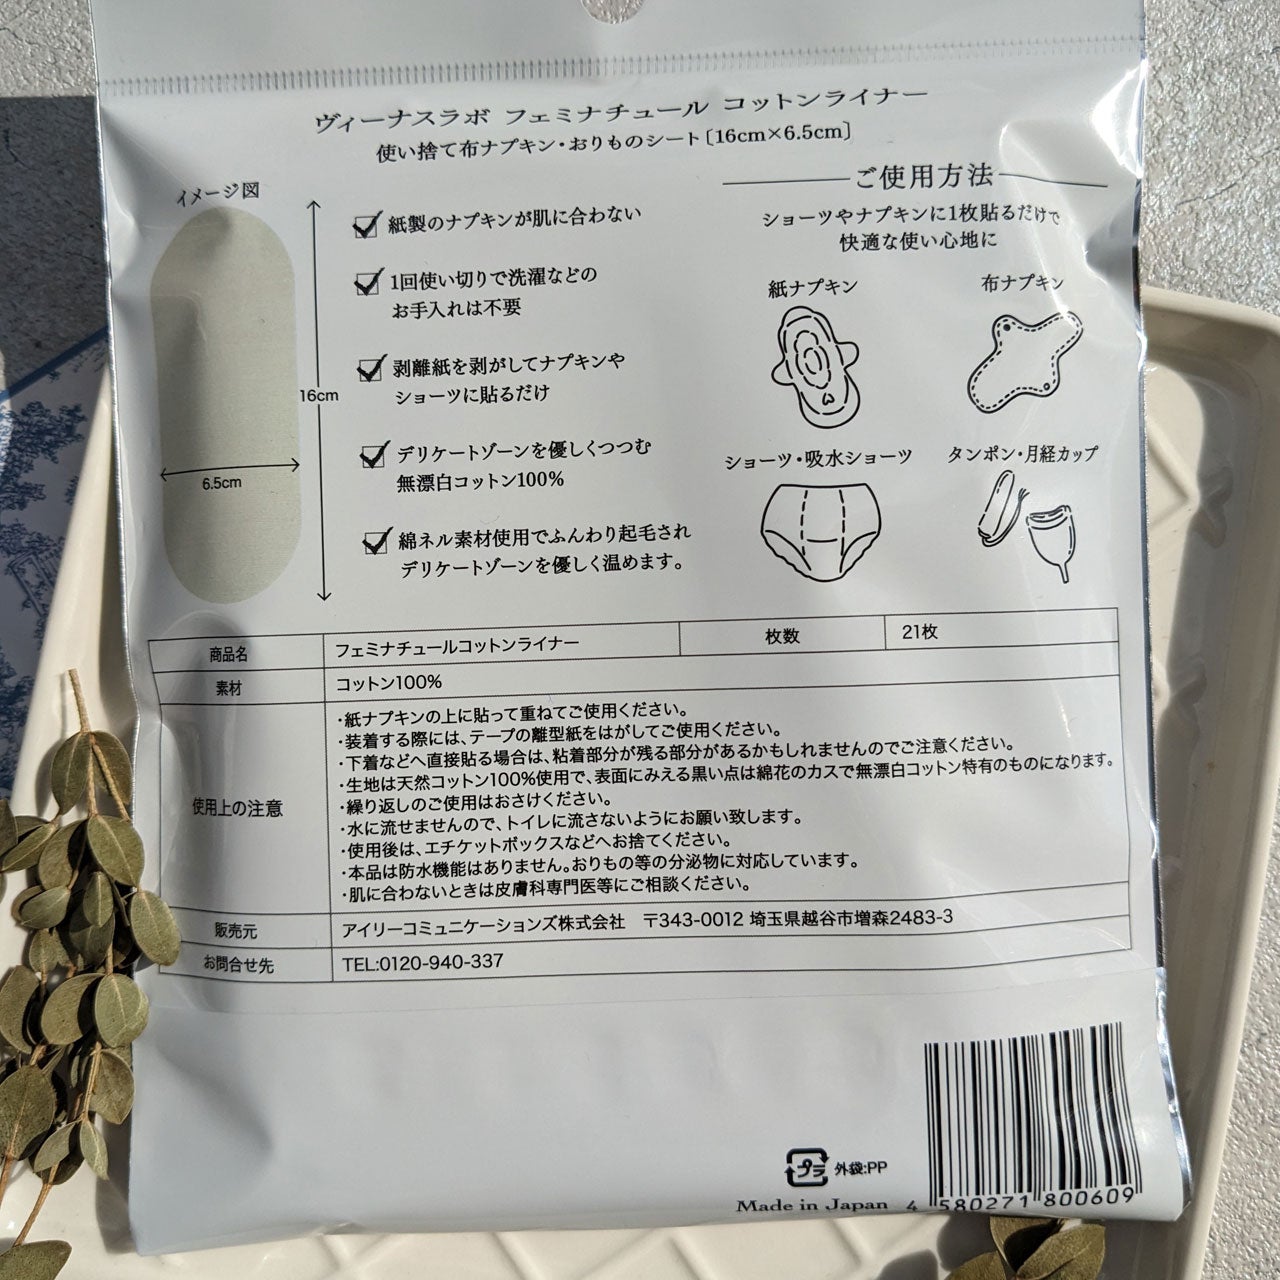 ヴィーナスラボ フェミナチュール コットンライナー
使い捨て布ナプキン・おりものシート〔16cm×6.5cm〕
イメージ図
16cm
6.5cm
紙製のナプキンが肌に合わない
1回使い切りで洗濯などの
お手入れは不要
剥離紙を剥がしてナプキンや
ショーツに貼るだけ
デリケートゾーンを優しくつつむ
無漂白コットン100%
綿ネル素材使用でふんわり起毛され
デリケートゾーンを優しく温めます。
ご使用方法
ショーツやナプキンに1枚貼るだけで
快適な使い心地に
紙ナプキン
布ナプキン
ショーツ・吸水ショーツ
タンポン・月経カップ
商品名 フェミナチュールコットンライナー 枚数 21枚
素材 コットン100%
使用上の注意
・紙ナプキンの上に貼って重ねてご使用ください。
・装着する際には、テープの離型紙をはがしてご使用ください。
・下着などへ直接貼る場合は、粘着部分が残る部分があるかもしれませんのでご注意ください。
・生地は天然コットン100%使用で、表面にみえる黒い点は綿花のカスで無漂白コットン特有のものになります。
・繰り返しのご使用はおさけください。
・水に流せませんので、トイレに流さないようにお願い致します。
・使用後は、エチケットボックスなどへお捨てください。
・本品は防水機能はありません。おりもの等の分泌物に対応しています。
・肌に合わないときは皮膚科専門医等にご相談ください。
販売元 アイリーコミュニケーションズ株式会社 〒343-0012 埼玉県越谷市増森2483-3
お問合せ先 TEL:0120-940-337
プラ 外袋:PP
Made in Japan
4 580271 800609